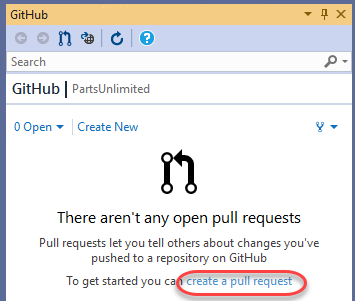 GitHub
Search
GitHub | PartsUnlimited
0 Open Create New
There aren't any open pull requests
Pull requests let you tell others about changes you've
pushed to a repository on GitHub
To get started you can create a pull request